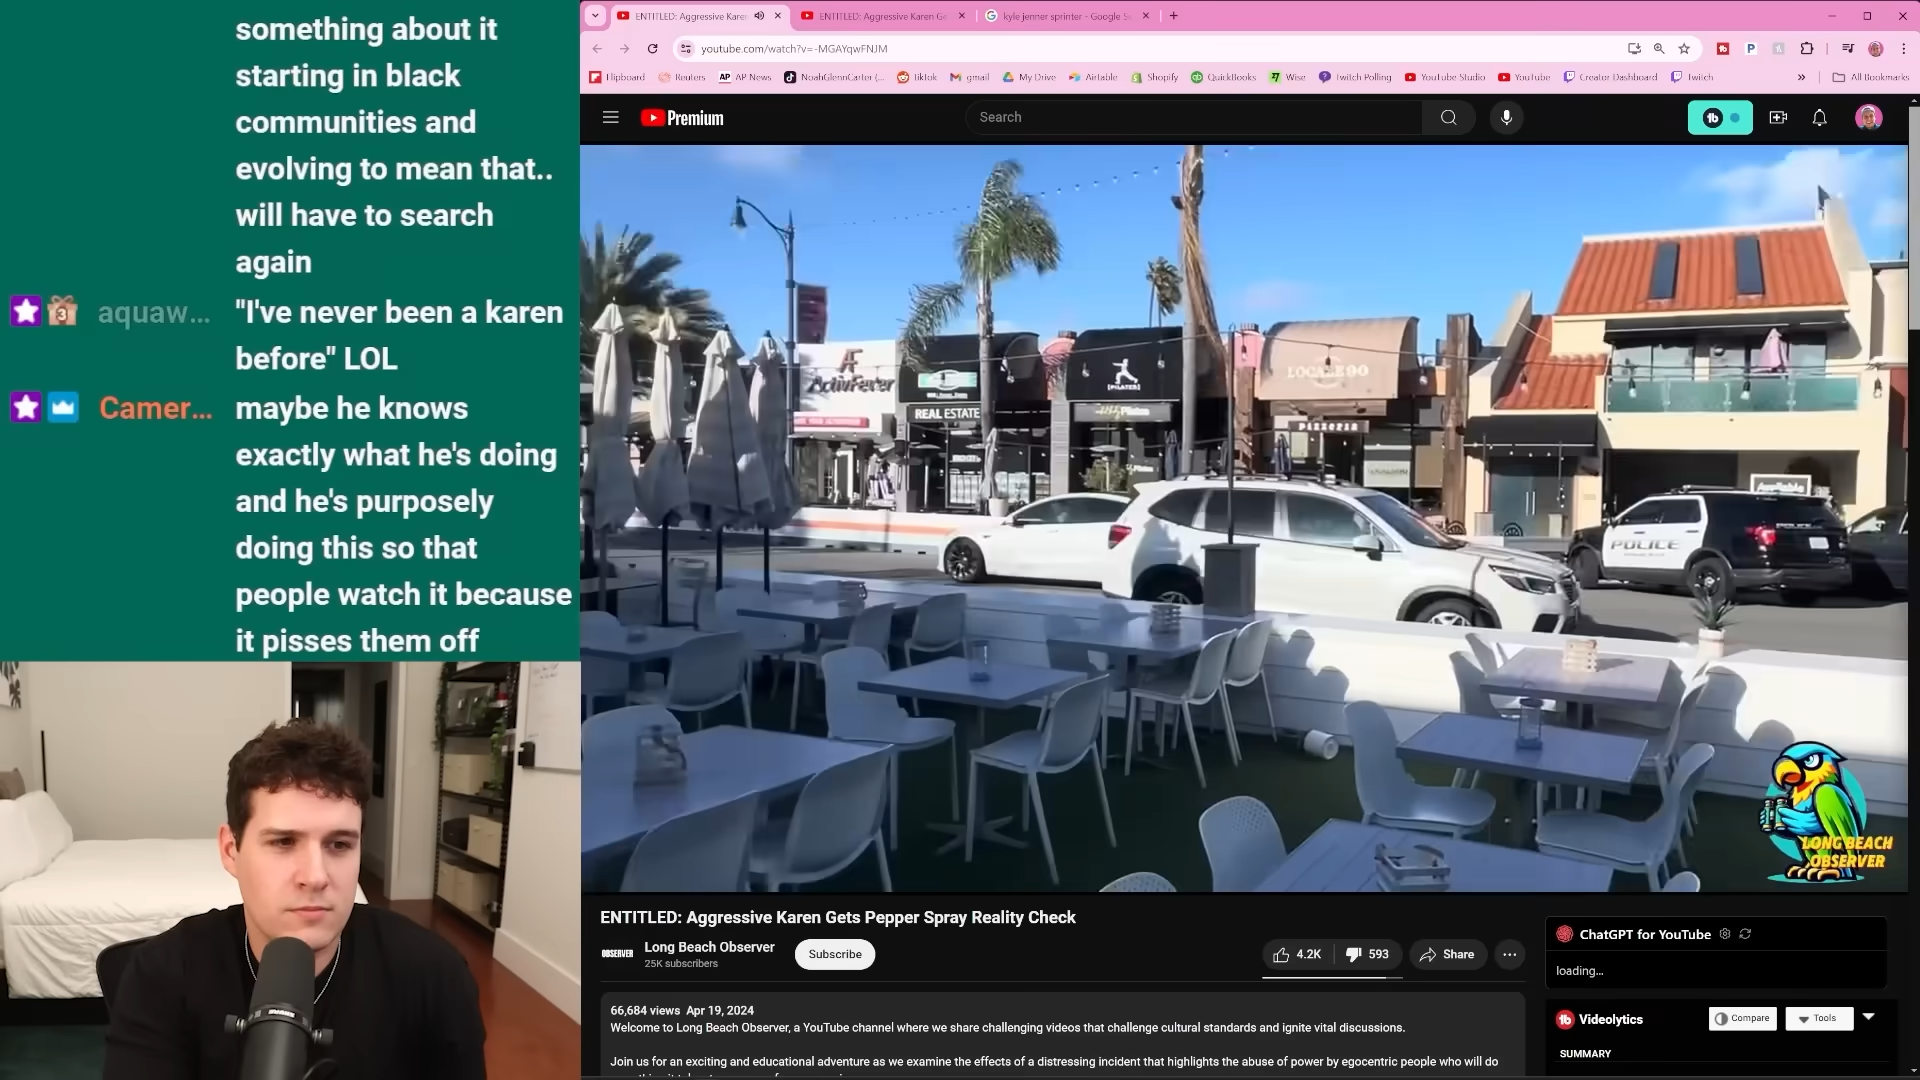 something about it
starting in black
communities and
evolving to mean that..
will have to search
again
aquaw... "I've never been a karen
before" LOL
Camer... maybe he knows
exactly what he's doing
and he's purposely
doing this so that
people watch it because
it pisses them off
ENTITLED: Aggressive Karen
ENTITLED: Aggressive Karen Ge
kyle jenner sprinter - Google Se
youtube.com/watch?v=-MGAYqwFNJM
Flipboard Reuters AP News NoahGlennCarter (... tiktok gmail My Drive Airtable Shopify QuickBooks Wise Twitch Polling YouTube Studio YouTube Creator Dashboard Twitch » All Bookmarks
Premium
Search
ActivFever
REAL ESTATE
[PILATES]
LOCALE90
PIZZERIA
Available
POLICE
LONG BEACH
OBSERVER
ENTITLED: Aggressive Karen Gets Pepper Spray Reality Check
OBSERVER
Long Beach Observer
25K subscribers
Subscribe
4.2K
593
Share
66,684 views Apr 19, 2024
Welcome to Long Beach Observer, a YouTube channel where we share challenging videos that challenge cultural standards and ignite vital discussions.
Join us for an exciting and educational adventure as we examine the effects of a distressing incident that highlights the abuse of power by egocentric people who will do
ChatGPT for YouTube
loading...
Videolytics
Compare
Tools
SUMMARY